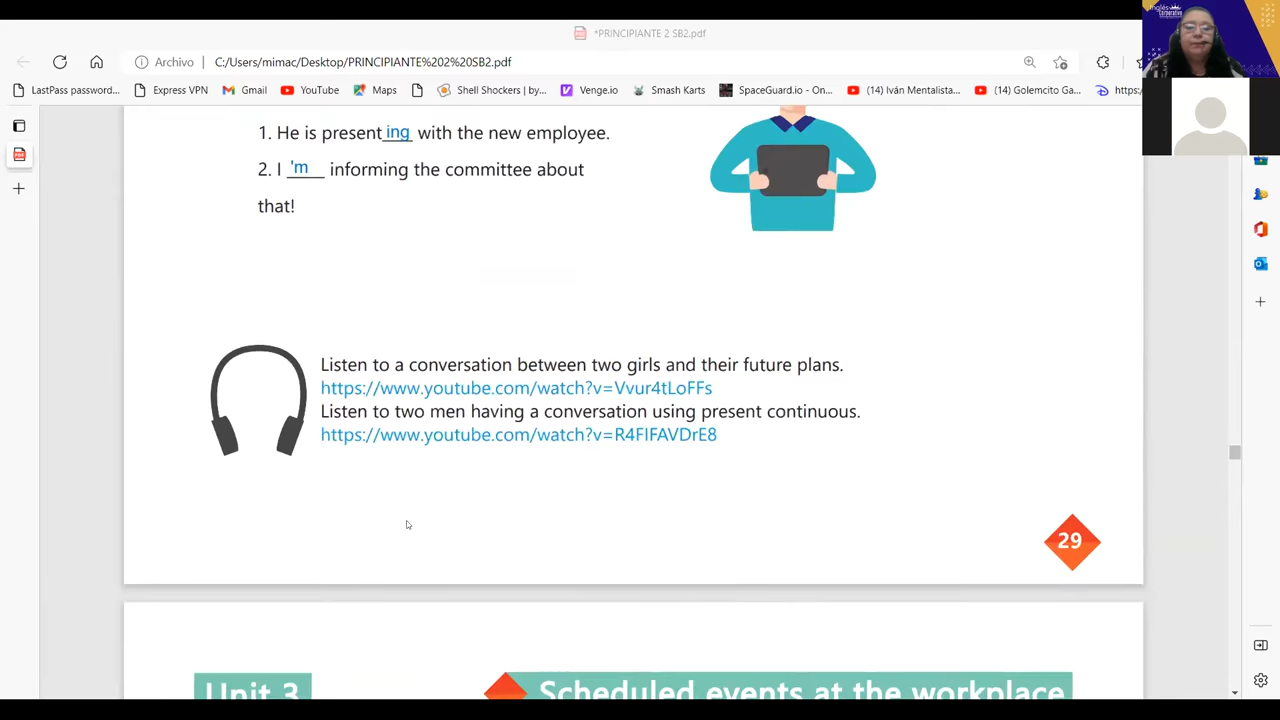 *PRINCIPIANTE 2 SB2.pdf
Archivo C:/Users/mimac/Desktop/PRINCIPIANTE%202%20SB2.pdf
LastPass password... Express VPN Gmail YouTube Maps Shell Shockers | by... Venge.io Smash Karts SpaceGuard.io - On... (14) Iván Mentalista... (14) Golemcito Ga... https:/
inglés
corporativo
1. He is present ing with the new employee.
2. I 'm informing the committee about
that!
Listen to a conversation between two girls and their future plans.
https://www.youtube.com/watch?v=Vvur4tLoFFs
Listen to two men having a conversation using present continuous.
https://www.youtube.com/watch?v=R4FIFAVDrE8
29
Unit 3
Scheduled events at the workplace